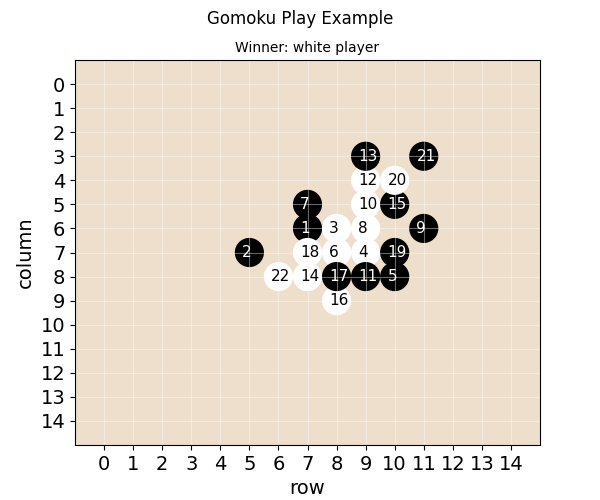 Gomoku Play Example
Winner: white player
0
1
2
3 13 21
4 12 20
5 7 10 15
6 1 3 8 9
7 2 18 6 4 19
8 22 14 17 11 5
9 16
10
11
12
13
14
column
0 1 2 3 4 5 6 7 8 9 10 11 12 13 14
row